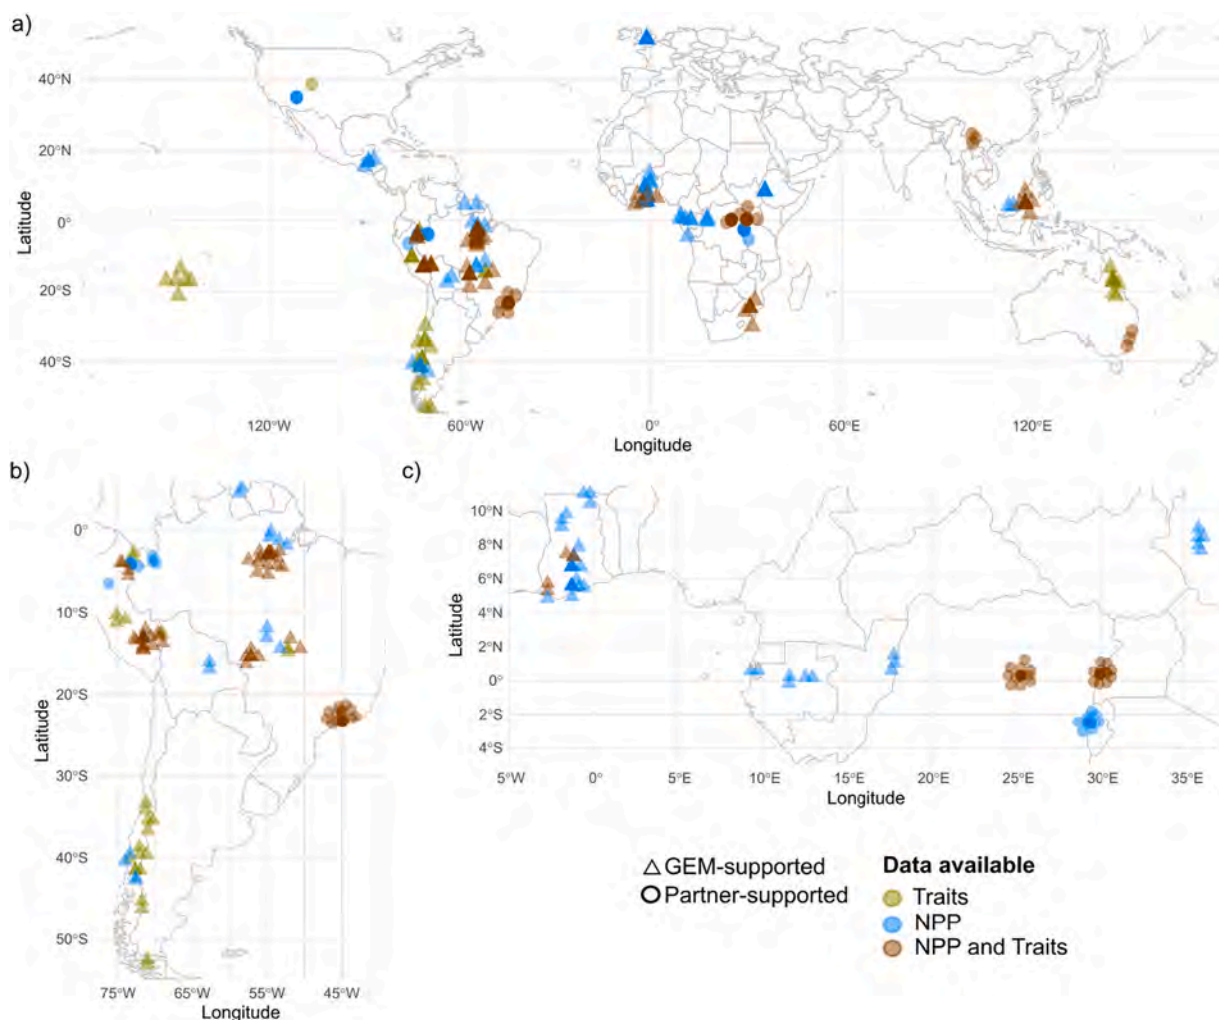 a)
40°N
20°N
0°
20°S
40°S
Latitude
120°W
60°W
0°
60°E
120°E
Longitude
b)
0°
10°S
20°S
30°S
40°S
50°S
Latitude
75°W
65°W
55°W
45°W
Longitude
c)
10°N
8°N
6°N
4°N
2°N
0°
2°S
4°S
Latitude
5°W
0°
5°E
10°E
15°E
20°E
25°E
30°E
35°E
Longitude
GEM-supported
Partner-supported
Data available
Traits
NPP
NPP and Traits